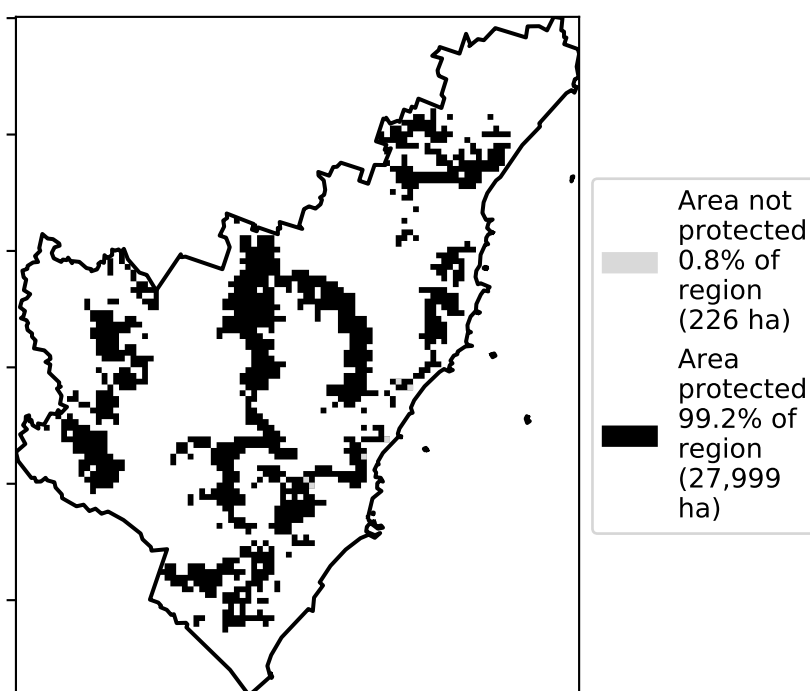 Area not
protected
0.8% of
region
(226 ha)
Area
protected
99.2% of
region
(27,999
ha)